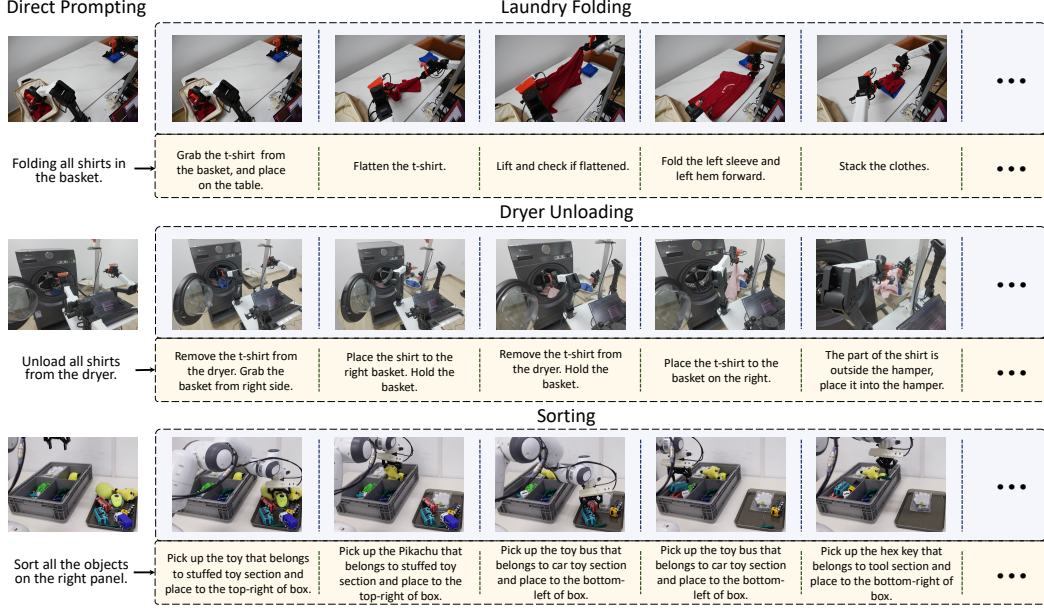 Direct Prompting
Laundry Folding
Folding all shirts in
the basket.
Grab the t-shirt from
the basket, and place
on the table.
Flatten the t-shirt.
Lift and check if flattened.
Fold the left sleeve and
left hem forward.
Stack the clothes.
Dryer Unloading
Unload all shirts
from the dryer.
Remove the t-shirt from
the dryer. Grab the
basket from right side.
Place the shirt to the
right basket. Hold the
basket.
Remove the t-shirt from
the dryer. Hold the
basket.
Place the t-shirt to the
basket on the right.
The part of the shirt is
outside the hamper,
place it into the hamper.
Sorting
Sort all the objects
on the right panel.
Pick up the toy that belongs
to stuffed toy section and
place to the top-right of box.
Pick up the Pikachu that
belongs to stuffed toy
section and place to the
top-right of box.
Pick up the toy bus that
belongs to car toy section
and place to the bottom-
left of box.
Pick up the toy bus that
belongs to car toy section
and place to the bottom-
left of box.
Pick up the hex key that
belongs to tool section and
place to the bottom-right of
box.